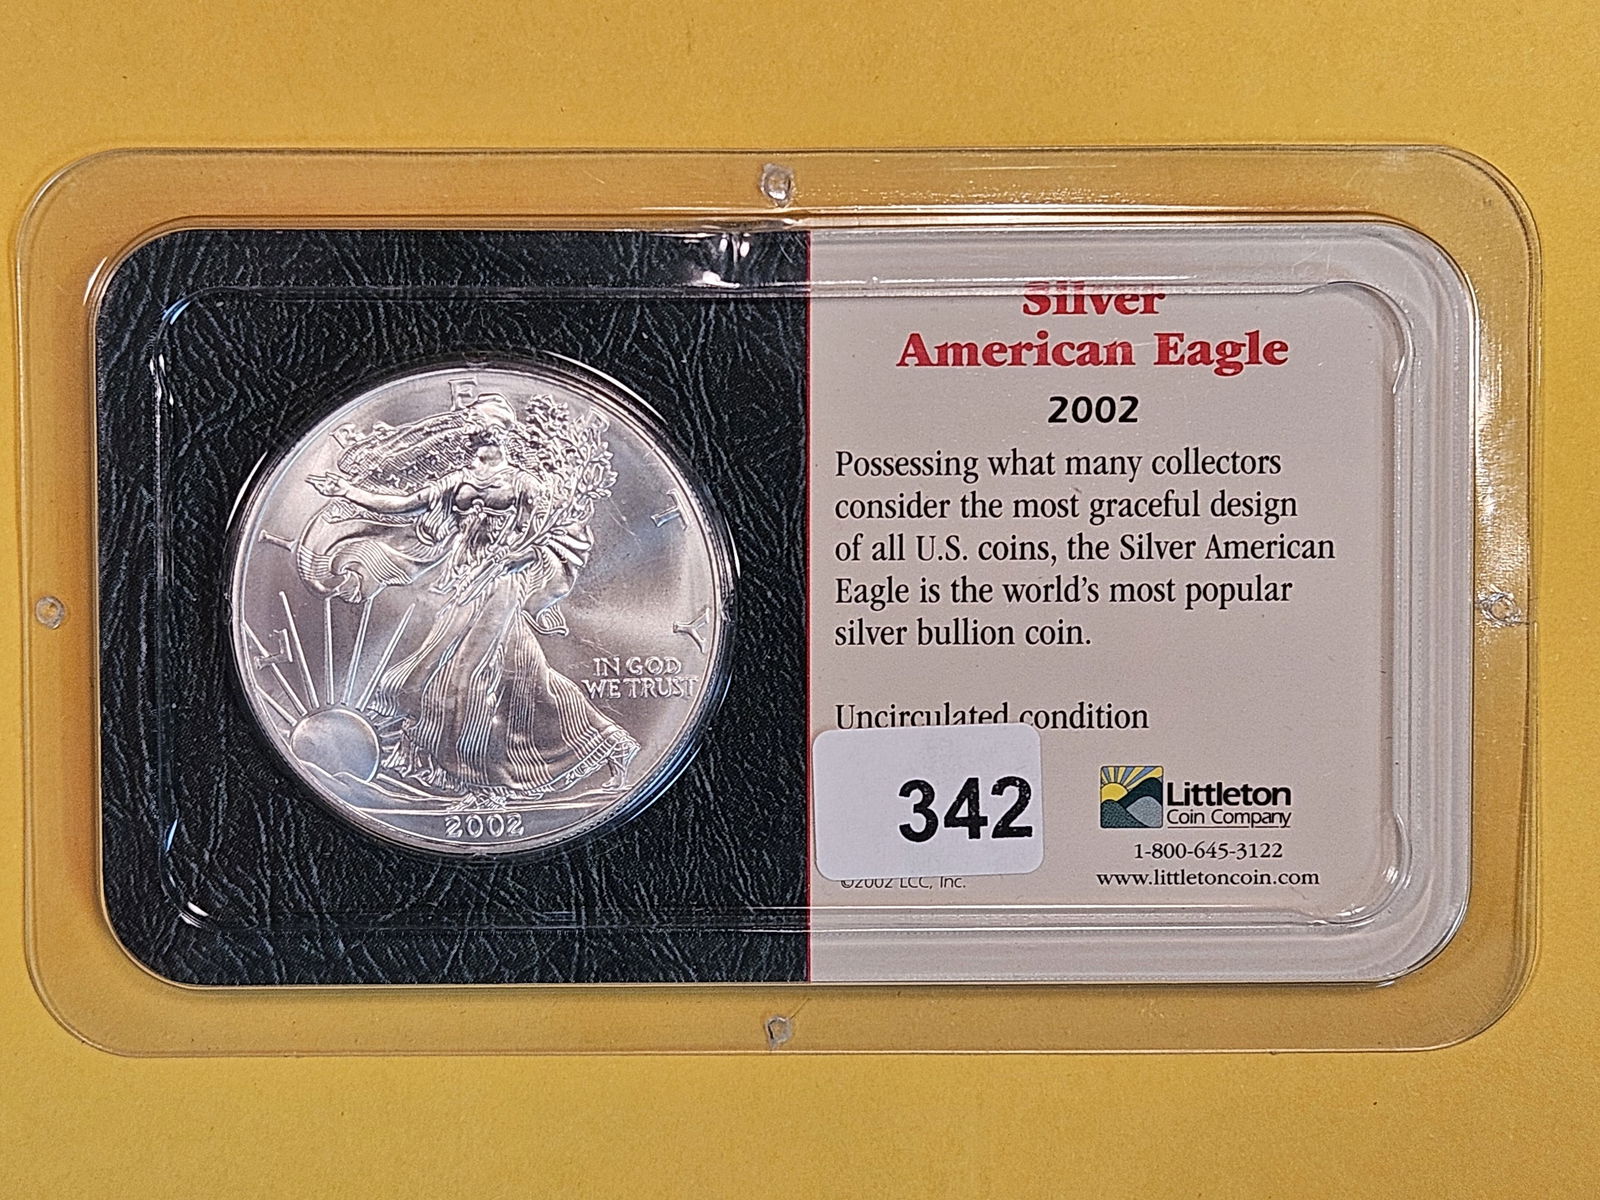 LIBERTY
IN GOD
WE TRUST
2002
Silver
American Eagle
2002
Possessing what many collectors
consider the most graceful design
of all U.S. coins, the Silver American
Eagle is the world's most popular
silver bullion coin.
Uncirculated condition
342
Littleton
Coin Company
1-800-645-3122
©2002 LCC, Inc.
www.littletoncoin.com